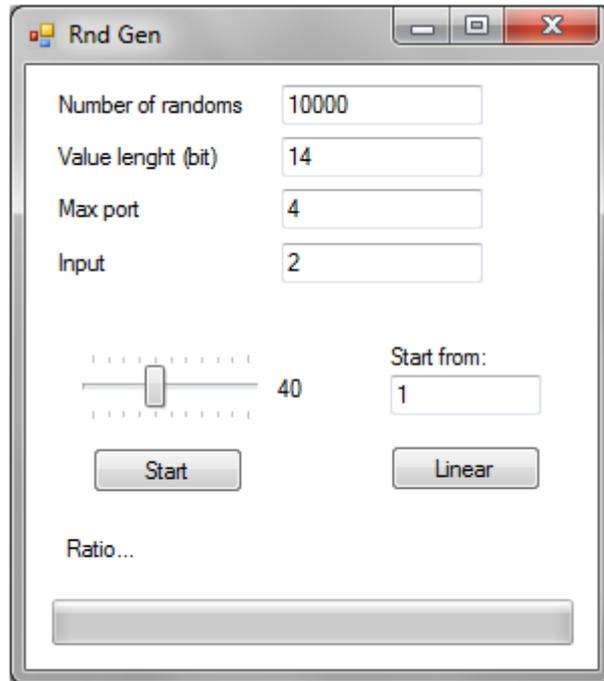 Rnd Gen
Number of randoms 10000
Value lenght (bit) 14
Max port 4
Input 2
Start from:
40 1
Start Linear
Ratio...